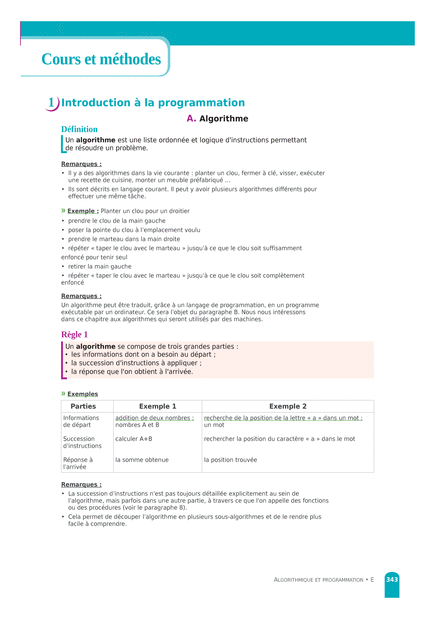 Cours et méthodes
1 Introduction à la programmation
A. Algorithme
Définition
Un algorithme est une liste ordonnée et logique d'instructions permettant
de résoudre un problème.
Remarques :
• Il y a des algorithmes dans la vie courante : planter un clou, fermer à clé, visser, exécuter
une recette de cuisine, monter un meuble préfabriqué ...
• Ils sont décrits en langage courant. Il peut y avoir plusieurs algorithmes différents pour
effectuer une même tâche.
» Exemple : Planter un clou pour un droitier
• prendre le clou de la main gauche
• poser la pointe du clou à l'emplacement voulu
• prendre le marteau dans la main droite
• répéter « taper le clou avec le marteau » jusqu'à ce que le clou soit suffisamment
enfoncé pour tenir seul
• retirer la main gauche
• répéter « taper le clou avec le marteau » jusqu'à ce que le clou soit complètement
enfoncé
Remarques :
Un algorithme peut être traduit, grâce à un langage de programmation, en un programme
exécutable par un ordinateur. Ce sera l'objet du paragraphe B. Nous nous intéressons
dans ce chapitre aux algorithmes qui seront utilisés par des machines.
Règle 1
Un algorithme se compose de trois grandes parties :
• les informations dont on a besoin au départ ;
• la succession d'instructions à appliquer ;
• la réponse que l'on obtient à l'arrivée.
» Exemples
Parties Exemple 1 Exemple 2
Informations addition de deux nombres : recherche de la position de la lettre « a » dans un mot :
de départ nombres A et B un mot
Succession calculer A+B rechercher la position du caractère « a » dans le mot
d'instructions
Réponse à la somme obtenue la position trouvée
l'arrivée
Remarques :
• La succession d'instructions n'est pas toujours détaillée explicitement au sein de
l'algorithme, mais parfois dans une autre partie, à travers ce que l'on appelle des fonctions
ou des procédures (voir le paragraphe B).
• Cela permet de découper l'algorithme en plusieurs sous-algorithmes et de le rendre plus
facile à comprendre.
ALGORITHMIQUE ET PROGRAMMATION • E 343